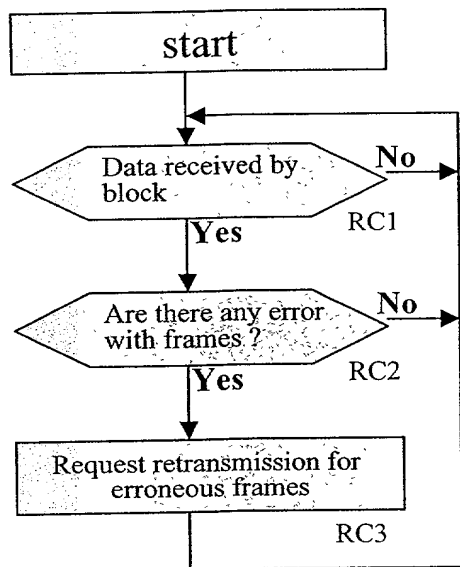 start
Data received by
block
No
RC1
Yes
Are there any error
with frames ?
No
RC2
Yes
Request retransmission for
erroneous frames
RC3